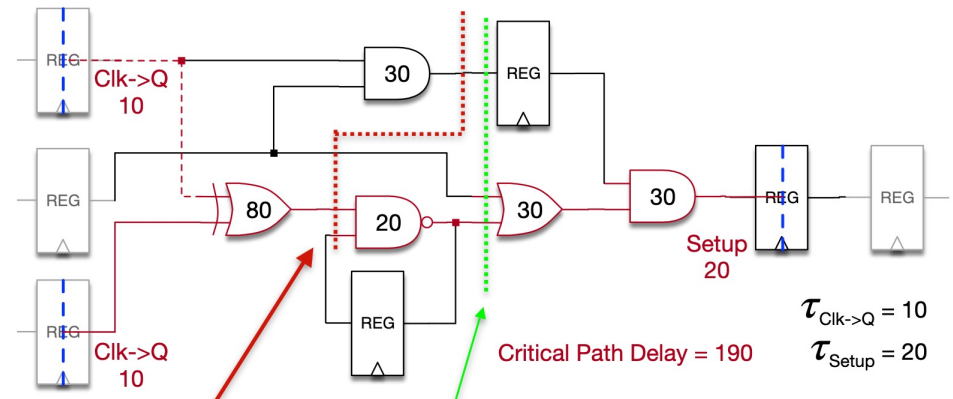 REG
Clk->Q
10
30
REG
REG
80
20
30
30
REG
REG
Setup
20
REG
Clk->Q
10
REG
Critical Path Delay = 190
τClk->Q = 10
τSetup = 20